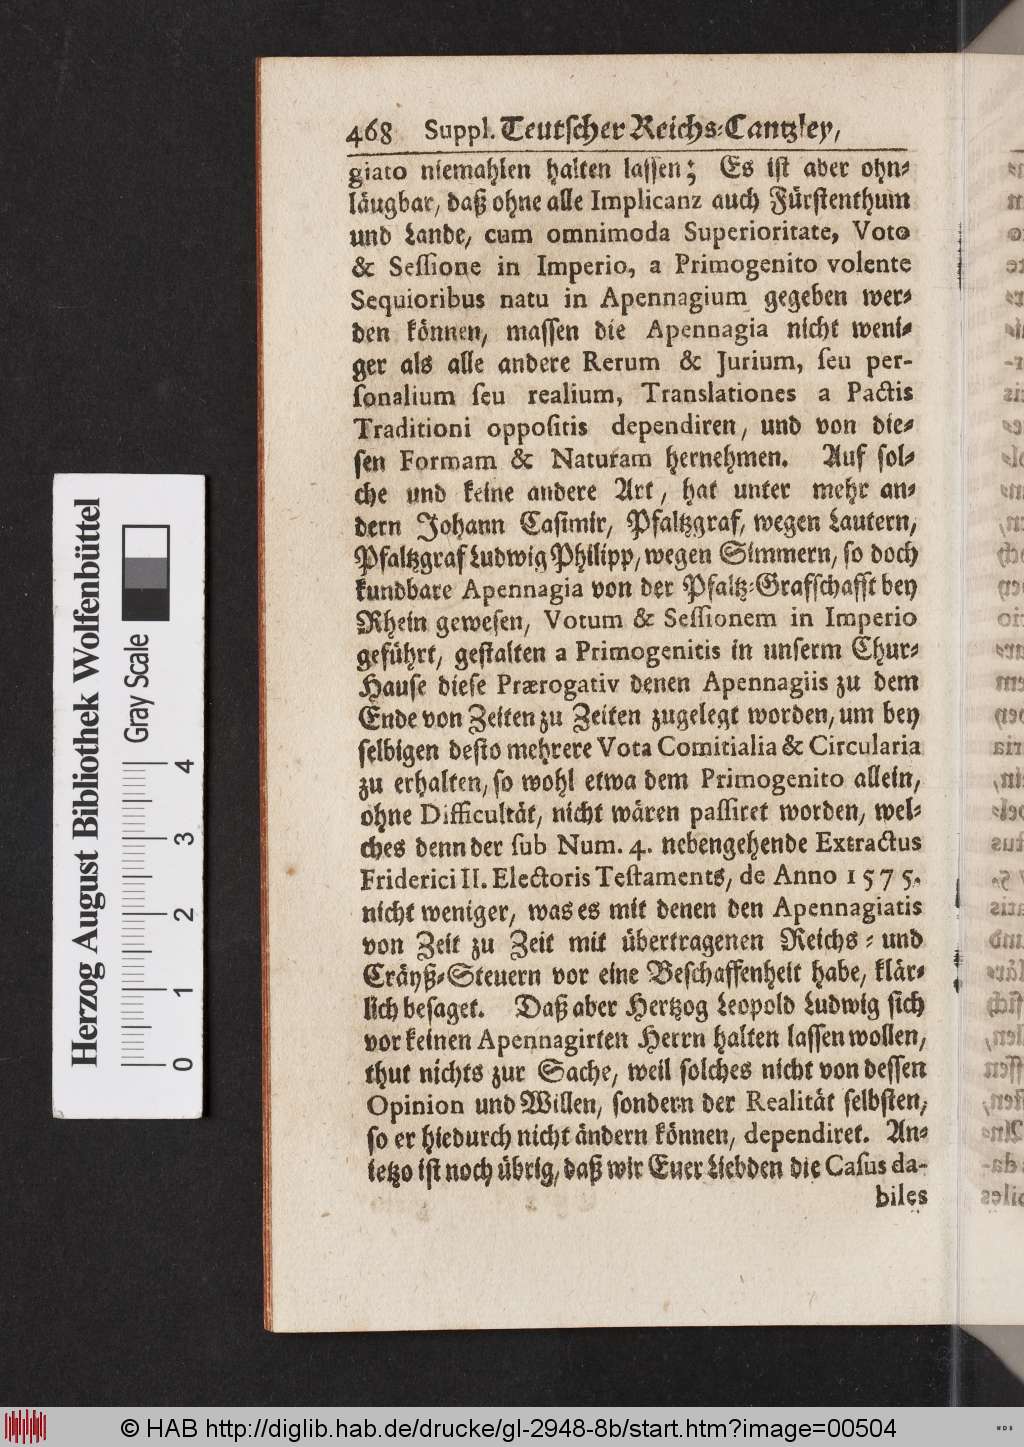 468 Suppl. Teutscher Reichs-Cantzley,
giato niemahlen halten lassen; Es ist aber ohn-
läugbar, daß ohne alle Implicanz auch Fürstenthum
und Lande, cum omnimoda Superioritate, Voto
& Sessione in Imperio, a Primogenito volente
Sequioribus natu in Apennagium gegeben wer-
den können, massen die Apennagia nicht weni-
ger als alle andere Rerum & Jurium, seu per-
sonalium seu realium, Translationes a Pactis
Traditioni oppositis dependiren, und von die-
sen Formam & Naturam hernehmen. Auf sol-
che und keine andere Art, hat unter mehr an-
dern Johann Casimir, Pfaltzgraf, wegen Lautern,
Pfaltzgraf Ludwig Philipp, wegen Simmern, so doch
kundbare Apennagia von der Pfaltz-Grafschafft bey
Rhein gewesen, Votum & Sessionem in Imperio
geführt, gestalten a Primogenitis in unserm Chur-
Hause diese Prærogativ denen Apennagiis zu dem
Ende von Zeiten zu Zeiten zugelegt worden, um bey
selbigen desto mehrere Vota Comitialia & Circularia
zu erhalten, so wohl etwa dem Primogenito allein,
ohne Difficultät, nicht wären passiret worden, wel-
ches denn der sub Num. 4. nebengehende Extractus
Friderici II. Electoris Testaments, de Anno 1575.
nicht weniger, was es mit denen den Apennagiatis
von Zeit zu Zeit mit übertragenen Reichs- und
Cräyß-Steuern vor eine Beschaffenheit habe, klär-
lich besaget. Daß aber Hertzog Leopold Ludwig sich
vor keinen Apennagirten Herrn halten lassen wollen,
thut nichts zur Sache, weil solches nicht von dessen
Opinion und Willen, sondern der Realität selbsten,
so er hiedurch nicht ändern können, dependiret. An-
ietzo ist noch übrig, daß wir Euer Liebden die Casus da-
biles
Herzog August Bibliothek Wolfenbüttel
Gray Scale
0 1 2 3 4
© HAB http://diglib.hab.de/drucke/gl-2948-8b/start.htm?image=00504